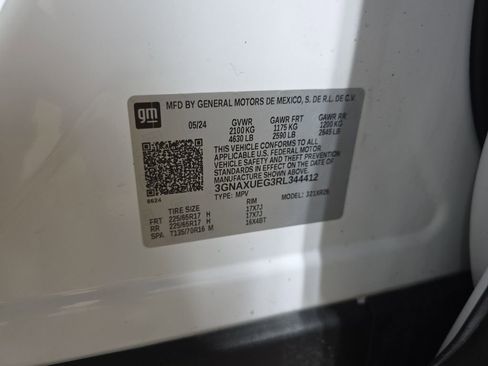 gm
MFD BY GENERAL MOTORS DE MEXICO, S. DE R.L. DE C.V.
05/24 GVWR GAWR FRT GAWR RR
2100 KG 1175 KG 1200 KG
4630 LB 2590 LB 2645 LB
THIS VEHICLE CONFORMS TO ALL
APPLICABLE U.S. FEDERAL MOTOR
VEHICLE SAFETY AND THEFT PREVENTION
STANDARDS IN EFFECT ON THE DATE
OF MANUFACTURE SHOWN ABOVE.
3GNAXUEG3RL344412
8624 TYPE: MPV MODEL: 321XR26
TIRE SIZE RIM
FRT 225/65R17 H 17X7J
RR 225/65R17 H 17X7J
SPA T135/70R16 M 16X4BT